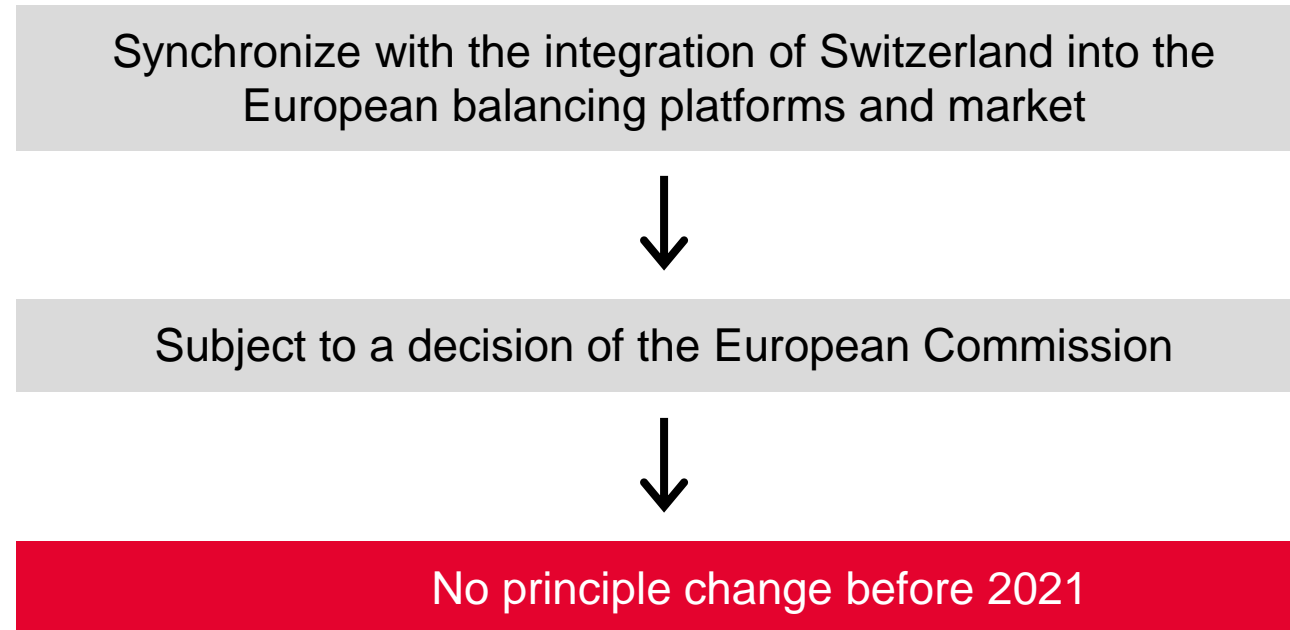 Synchronize with the integration of Switzerland into the
European balancing platforms and market
Subject to a decision of the European Commission
No principle change before 2021